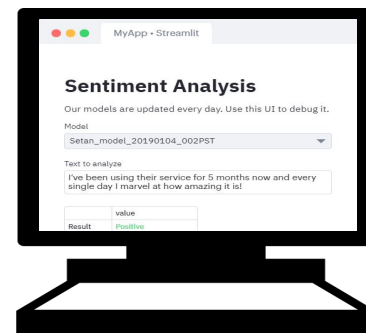 MyApp • Streamlit
Sentiment Analysis
Our models are updated every day. Use this UI to debug it.
Model
Setan_model_20190104_002PST
Text to analyze
I've been using their service for 5 months now and every
single day I marvel at how amazing it is!
value
Result Positive